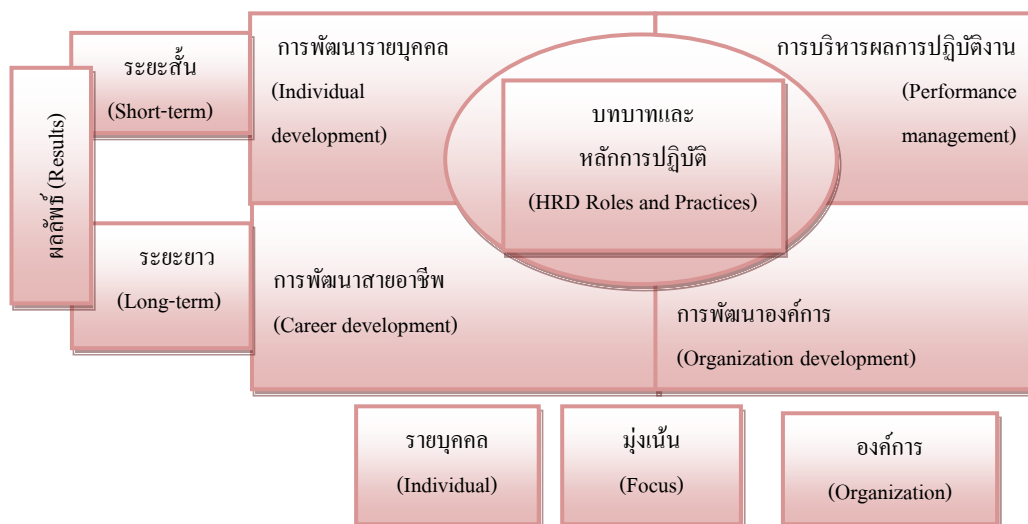 ผลลัพธ์ (Results)
ระยะสั้น
(Short-term)
การพัฒนารายบุคคล
(Individual
development)
บทบาทและ
หลักการปฏิบัติ
(HRD Roles and Practices)
การบริหารผลการปฏิบัติงาน
(Performance
management)
ระยะยาว
(Long-term)
การพัฒนาสายอาชีพ
(Career development)
การพัฒนาองค์การ
(Organization development)
รายบุคคล
(Individual)
มุ่งเน้น
(Focus)
องค์การ
(Organization)